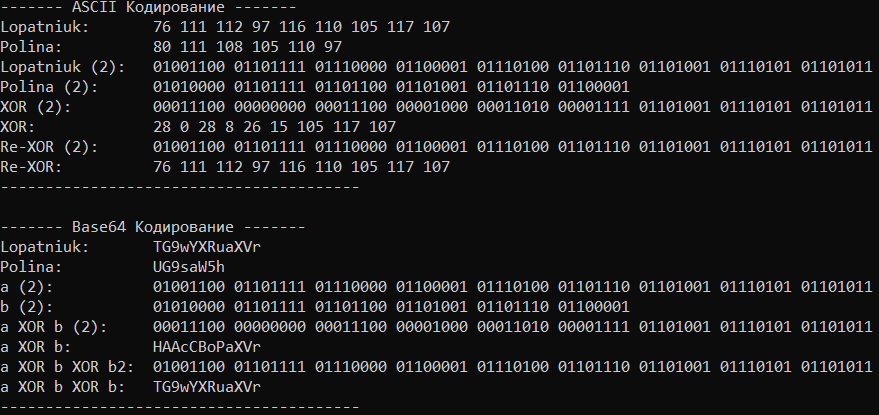 ------- ASCII Кодирование -------
Lopatniuk: 76 111 112 97 116 110 105 117 107
Polina: 80 111 108 105 110 97
Lopatniuk (2): 01001100 01101111 01110000 01100001 01110100 01101110 01101001 01110101 01101011
Polina (2): 01010000 01101111 01101100 01101001 01101110 01100001
XOR (2): 00011100 00000000 00011100 00001000 00011010 00001111 01101001 01110101 01101011
XOR: 28 0 28 8 26 15 105 117 107
Re-XOR (2): 01001100 01101111 01110000 01100001 01110100 01101110 01101001 01110101 01101011
Re-XOR: 76 111 112 97 116 110 105 117 107
----------------------------------------
------- Base64 Кодирование -------
Lopatniuk: TG9wYXRuaXVr
Polina: UG9saW5h
a (2): 01001100 01101111 01110000 01100001 01110100 01101110 01101001 01110101 01101011
b (2): 01010000 01101111 01101100 01101001 01101110 01100001
a XOR b (2): 00011100 00000000 00011100 00001000 00011010 00001111 01101001 01110101 01101011
a XOR b: HAAcCBoPaXVr
a XOR b XOR b2: 01001100 01101111 01110000 01100001 01110100 01101110 01101001 01110101 01101011
a XOR b XOR b: TG9wYXRuaXVr
----------------------------------------